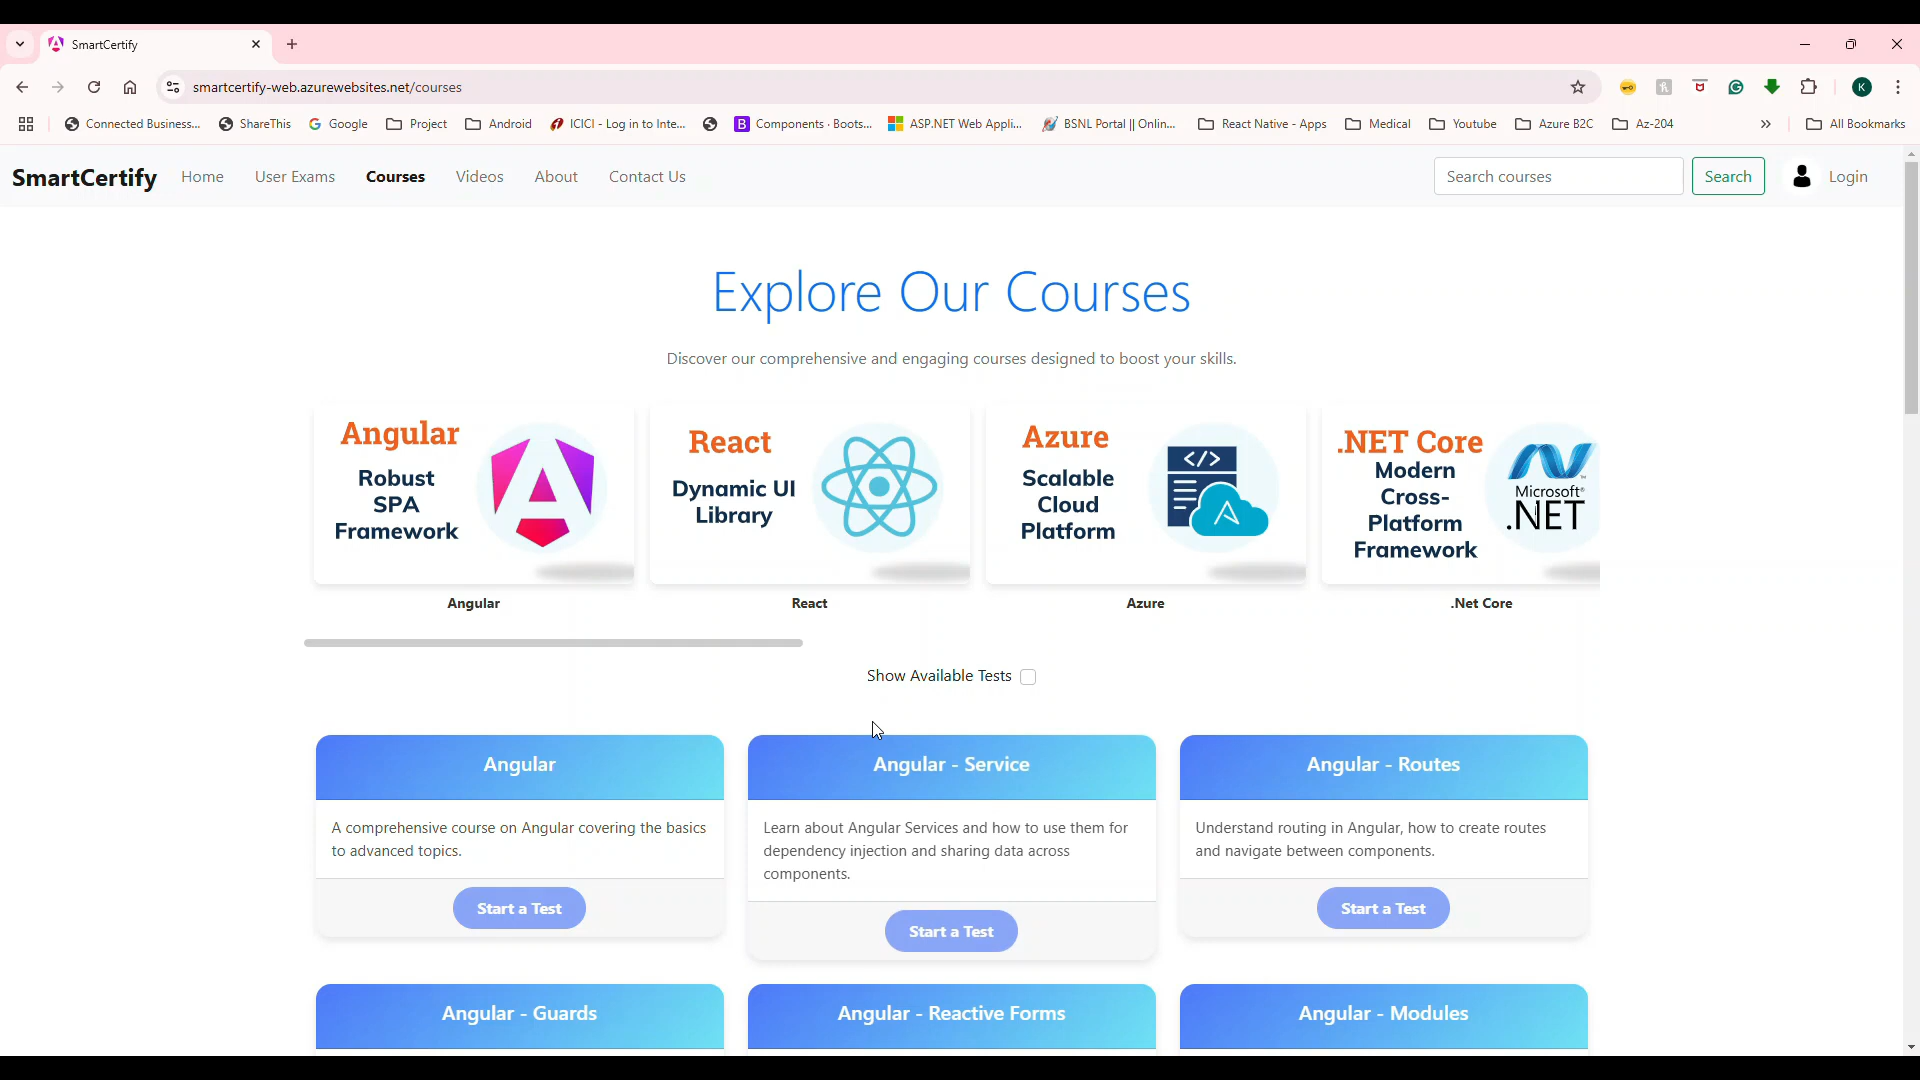 SmartCertify
smartcertify-web.azurewebsites.net/courses
K
Connected Business...
ShareThis
Google
Project
Android
ICICI - Log in to Inte...
Components · Boots...
ASP.NET Web Appli...
BSNL Portal || Onlin...
React Native - Apps
Medical
Youtube
Azure B2C
Az-204
All Bookmarks
SmartCertify
Home
User Exams
Courses
Videos
About
Contact Us
Search courses
Search
Login
Explore Our Courses
Discover our comprehensive and engaging courses designed to boost your skills.
Angular
Robust
SPA
Framework
Angular
React
Dynamic UI
Library
React
Azure
Scalable
Cloud
Platform
</>
Azure
.NET Core
Modern
Cross-
Platform
Framework
Microsoft®
.NET
.Net Core
Show Available Tests
Angular
A comprehensive course on Angular covering the basics
to advanced topics.
Start a Test
Angular - Service
Learn about Angular Services and how to use them for
dependency injection and sharing data across
components.
Start a Test
Angular - Routes
Understand routing in Angular, how to create routes
and navigate between components.
Start a Test
Angular - Guards
Angular - Reactive Forms
Angular - Modules